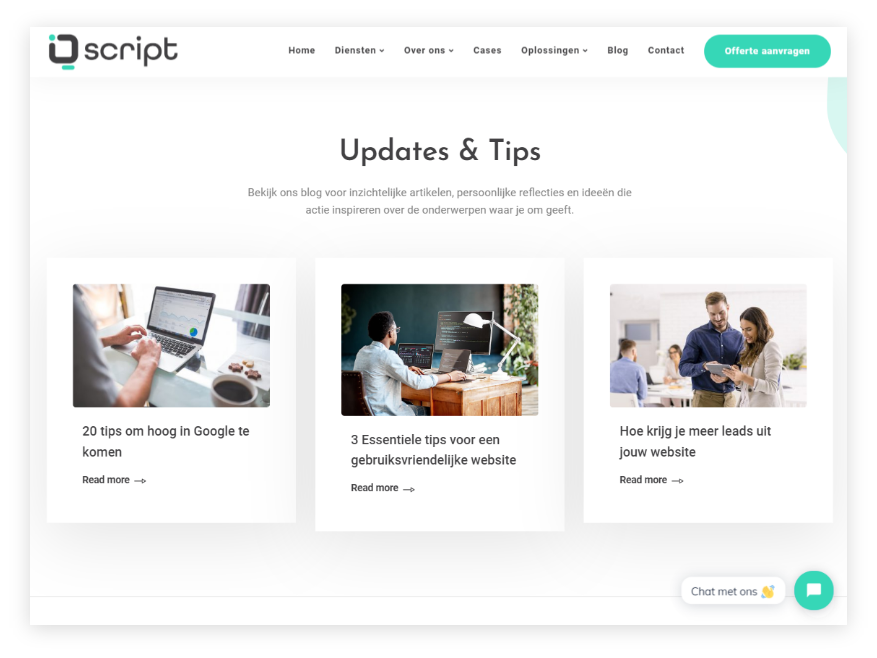 script
Home Diensten Over ons Cases Oplossingen Blog Contact Offerte aanvragen
Updates & Tips
Bekijk ons blog voor inzichtelijke artikelen, persoonlijke reflecties en ideeën die
actie inspireren over de onderwerpen waar je om geeft.
20 tips om hoog in Google te
komen
Read more
3 Essentiele tips voor een
gebruiksvriendelijke website
Read more
Hoe krijg je meer leads uit
jouw website
Read more
Chat met ons 👋